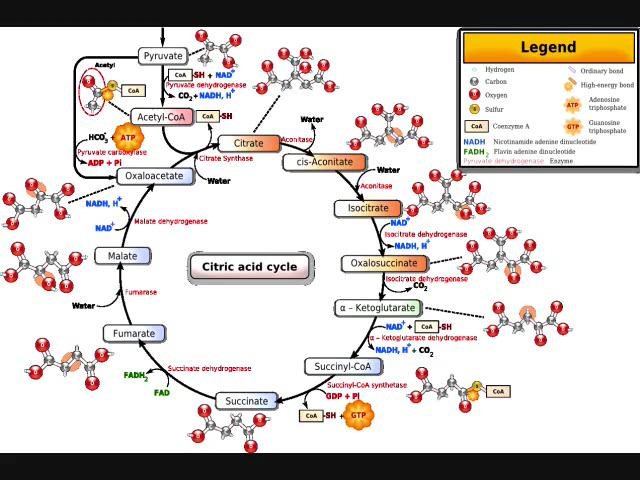 Pyruvate
Acetyl
CoA
CoA -SH + NAD+
Pyruvate dehydrogenase
CO2 + NADH, H+
Acetyl-CoA
CoA -SH
HCO3- + ATP
Pyruvate carboxylase
ADP + Pi
Citrate
Citrate Synthase
Water
Aconitase
Water
cis-Aconitate
Water
Aconitase
Isocitrate
NAD+
Isocitrate dehydrogenase
NADH, H+
Oxalosuccinate
Isocitrate dehydrogenase
CO2
α - Ketoglutarate
NAD+ + CoA -SH
α - Ketoglutarate dehydrogenase
NADH, H+ + CO2
Succinyl-CoA
CoA
Succinyl-CoA synthetase
GDP + Pi
CoA -SH + GTP
Succinate
Succinate dehydrogenase
FADH2
FAD
Fumarate
Fumarase
Water
Malate
Malate dehydrogenase
NADH, H+
NAD+
Oxaloacetate
Citric acid cycle
Legend
Hydrogen
Carbon
Oxygen
Sulfur
CoA Coenzyme A
Ordinary bond
High-energy bond
ATP Adenosine triphosphate
GTP Guanosine triphosphate
NADH Nicotinamide adenine dinucleotide
FADH2 Flavin adenine dinucleotide
Pyruvate dehydrogenase Enzyme